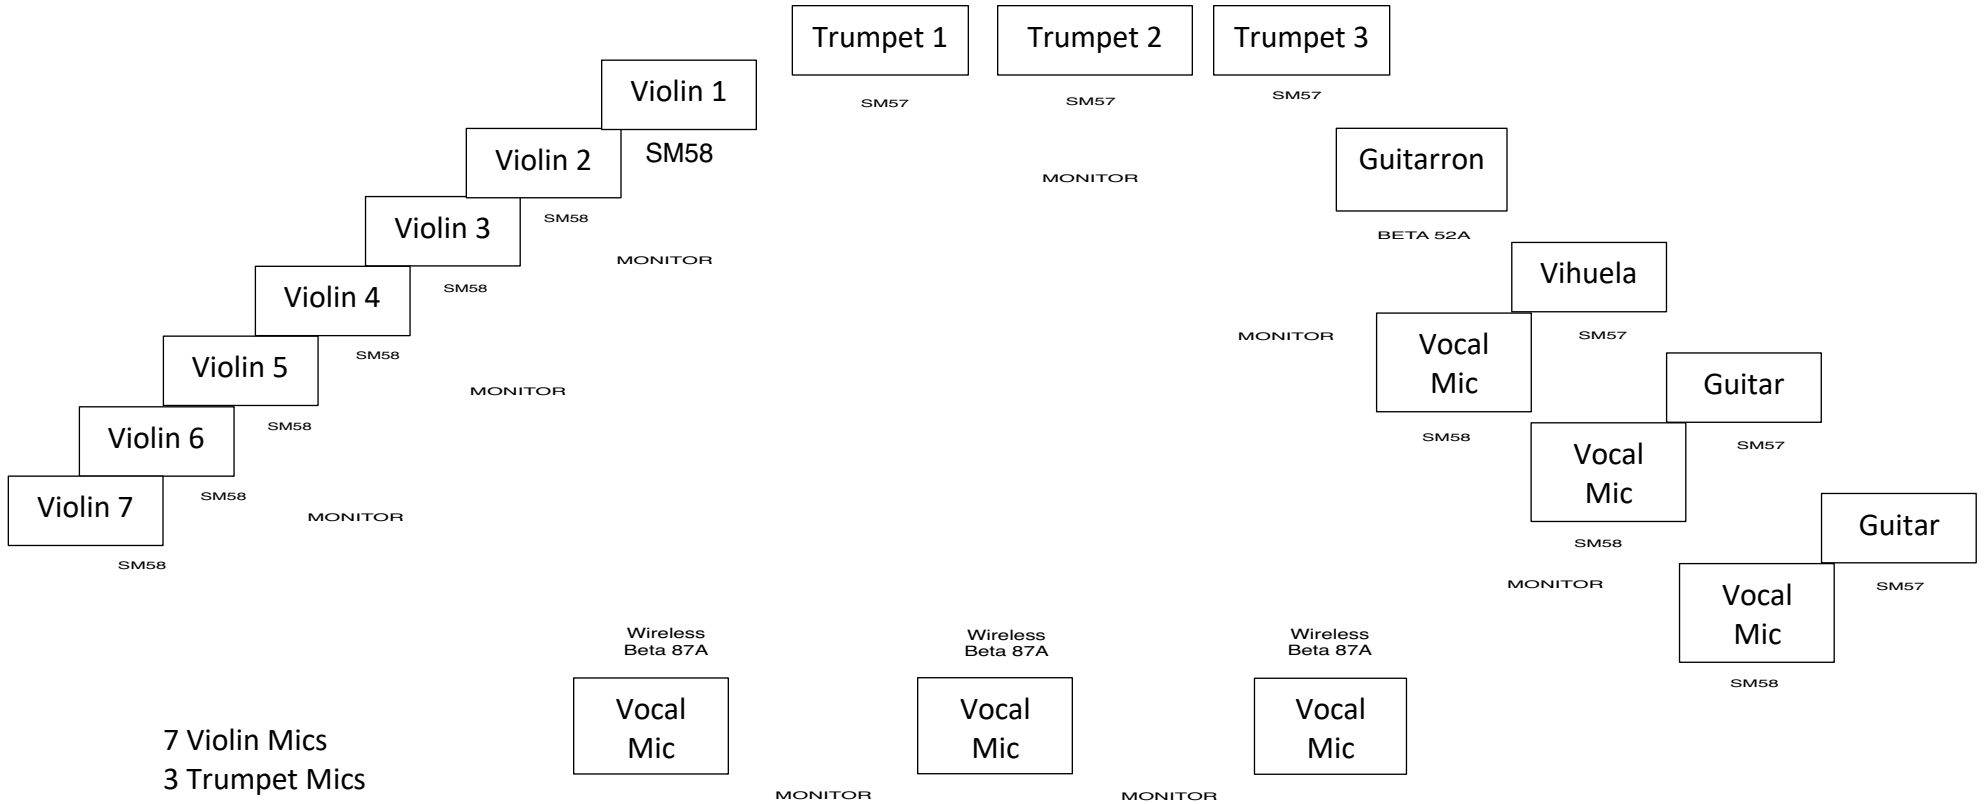 Trumpet 1
Trumpet 2
Trumpet 3
SM57
SM57
SM57
Violin 1
SM58
Violin 2
SM58
Violin 3
SM58
MONITOR
MONITOR
Guitarron
BETA 52A
Violin 4
SM58
Vihuela
SM57
MONITOR
Vocal
Mic
SM58
Violin 5
SM58
MONITOR
Guitar
SM57
Vocal
Mic
SM58
Violin 6
SM58
MONITOR
Violin 7
SM58
Guitar
SM57
MONITOR
Vocal
Mic
SM58
Wireless
Beta 87A
Vocal
Mic
Wireless
Beta 87A
Vocal
Mic
Wireless
Beta 87A
Vocal
Mic
MONITOR
MONITOR
7 Violin Mics
3 Trumpet Mics